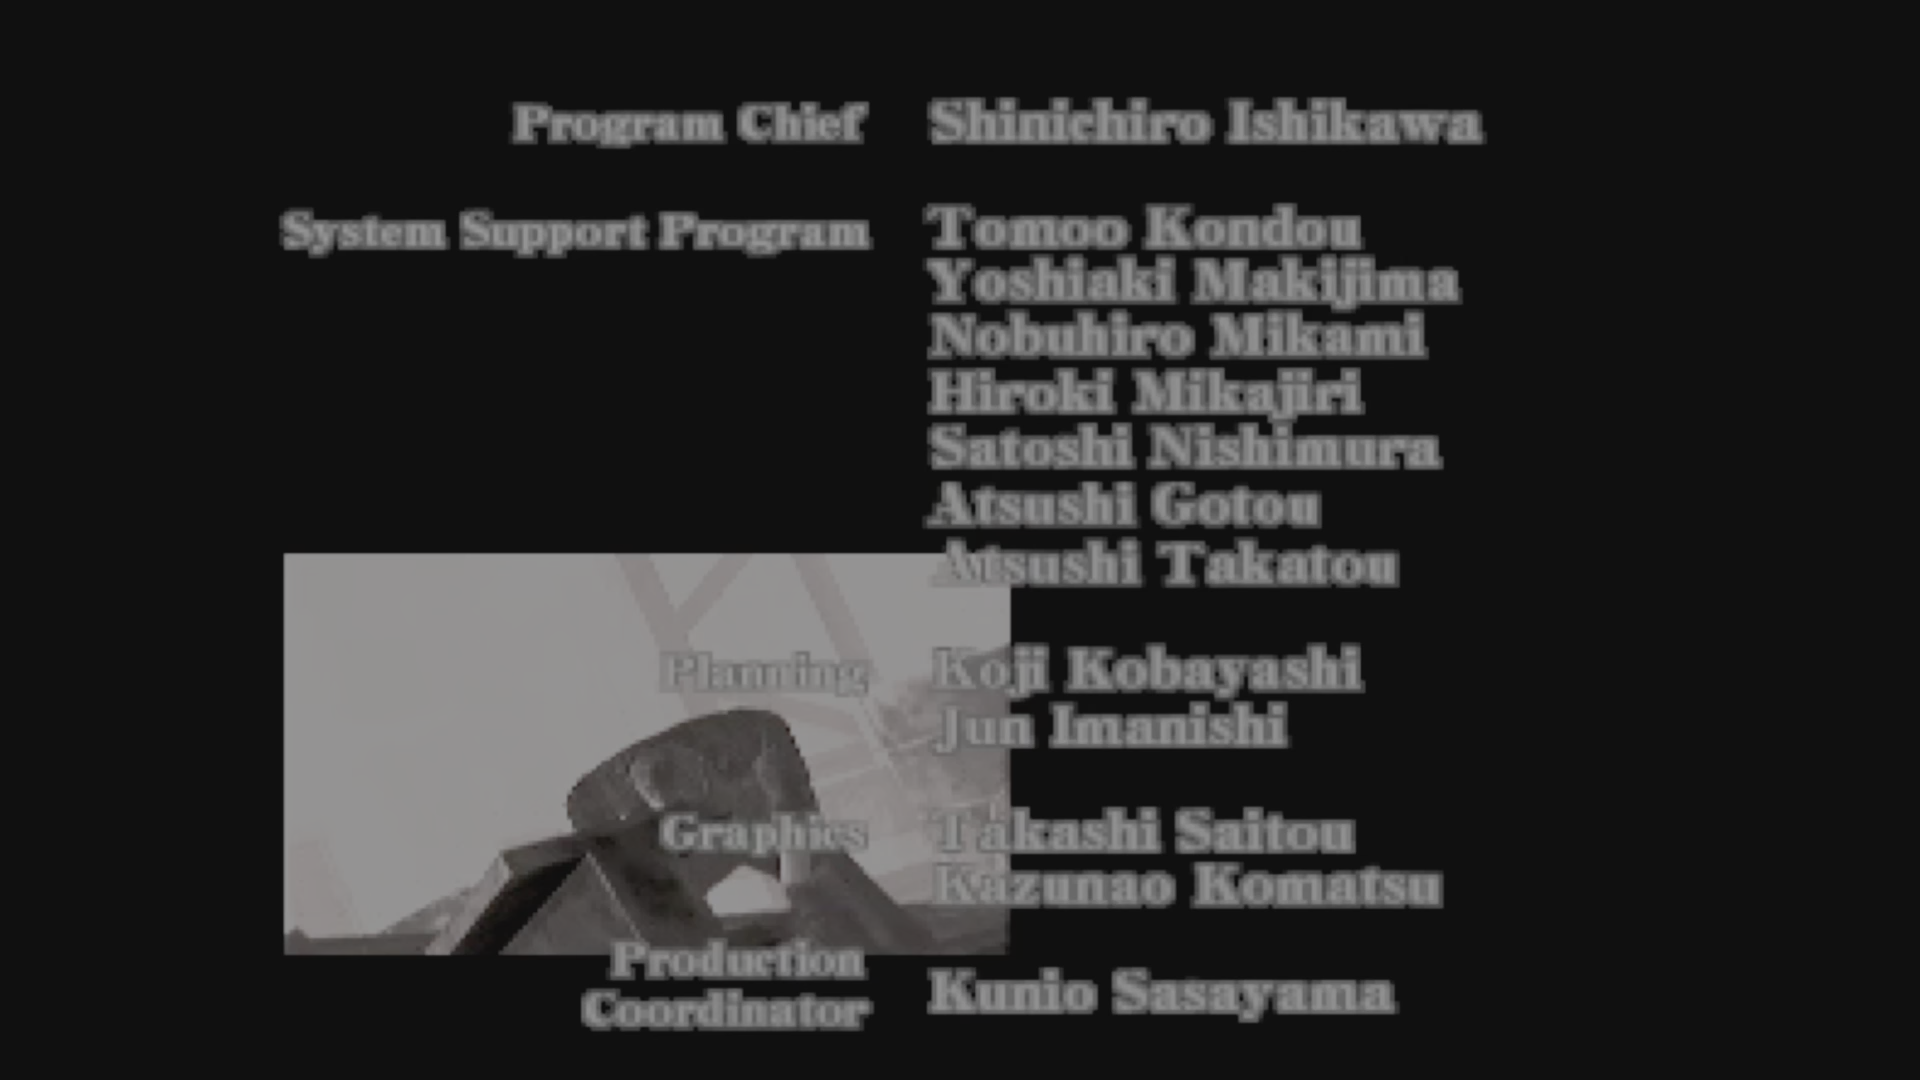 Program Chief Shinichiro Ishikawa
System Support Program Tomoo Kondou
Yoshiaki Makijima
Nobuhiro Mikami
Hiroki Mikajiri
Satoshi Nishimura
Atsushi Gotou
Atsushi Takatou
Planning Koji Kobayashi
Jun Imanishi
Graphics Takashi Saitou
Kazunao Komatsu
Production
Coordinator Kunio Sasayama